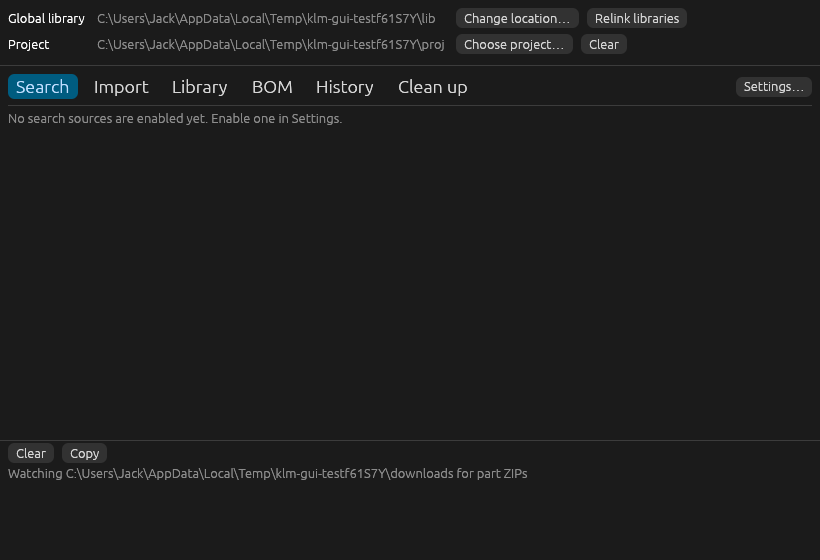 Global library C:\Users\Jack\AppData\Local\Temp\klm-gui-testf61S7Y\lib Change location... Relink libraries
Project C:\Users\Jack\AppData\Local\Temp\klm-gui-testf61S7Y\proj Choose project... Clear
Search Import Library BOM History Clean up Settings...
No search sources are enabled yet. Enable one in Settings.
Clear Copy
Watching C:\Users\Jack\AppData\Local\Temp\klm-gui-testf61S7Y\downloads for part ZIPs